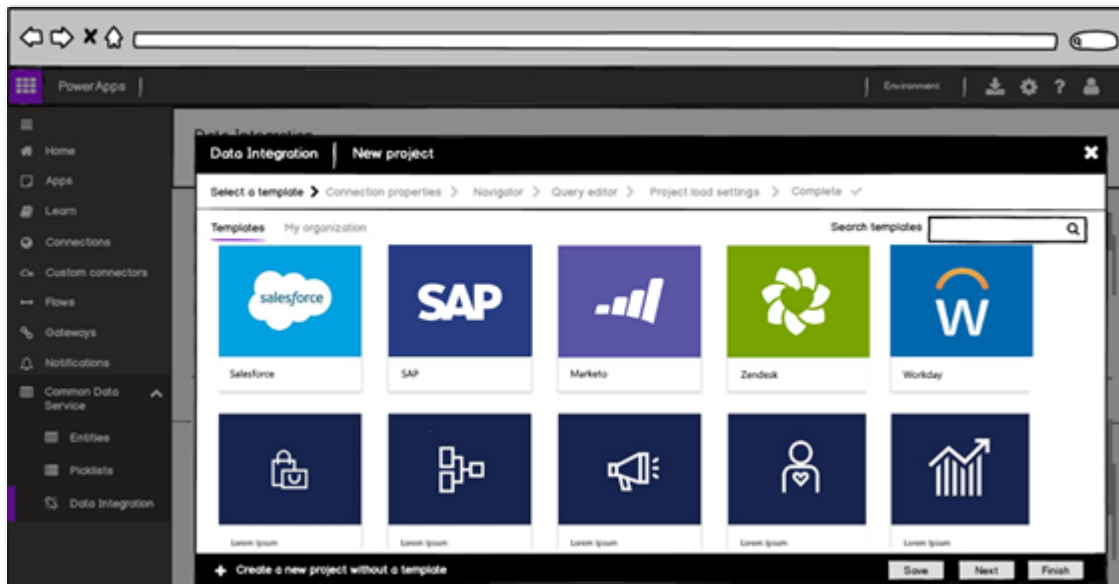 PowerApps
Environment
?
Home
Apps
Learn
Connections
Custom connectors
Flows
Gateways
Notifications
Common Data
Service
Entities
Picklists
Data Integration
Data Integration
Data Integration | New project
Select a template > Connection properties > Navigator > Query editor > Project load settings > Complete
Templates My organization Search templates
salesforce SAP W
Salesforce SAP Marketo Zendesk Workday
Lorem Ipsum Lorem Ipsum Lorem Ipsum Lorem Ipsum Lorem Ipsum
+ Create a new project without a template Save Next Finish